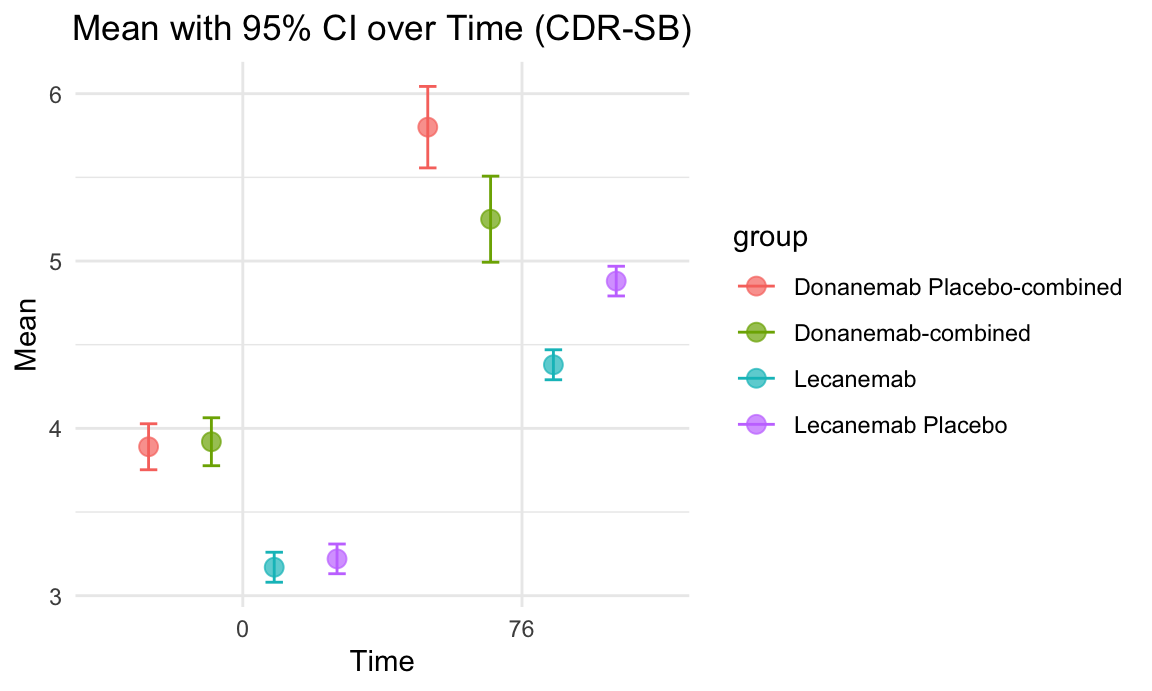 Mean with 95% CI over Time (CDR-SB)
6
5
4
3
Mean
0
76
Time
group
Donanemab Placebo-combined
Donanemab-combined
Lecanemab
Lecanemab Placebo